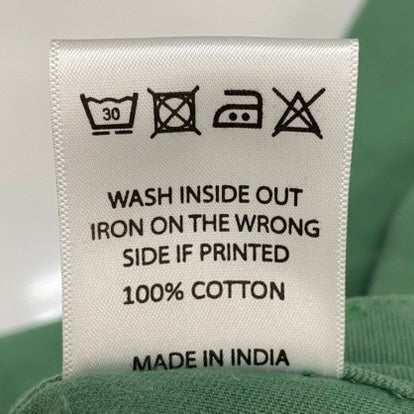 30
WASH INSIDE OUT
IRON ON THE WRONG
SIDE IF PRINTED
100% COTTON
MADE IN INDIA